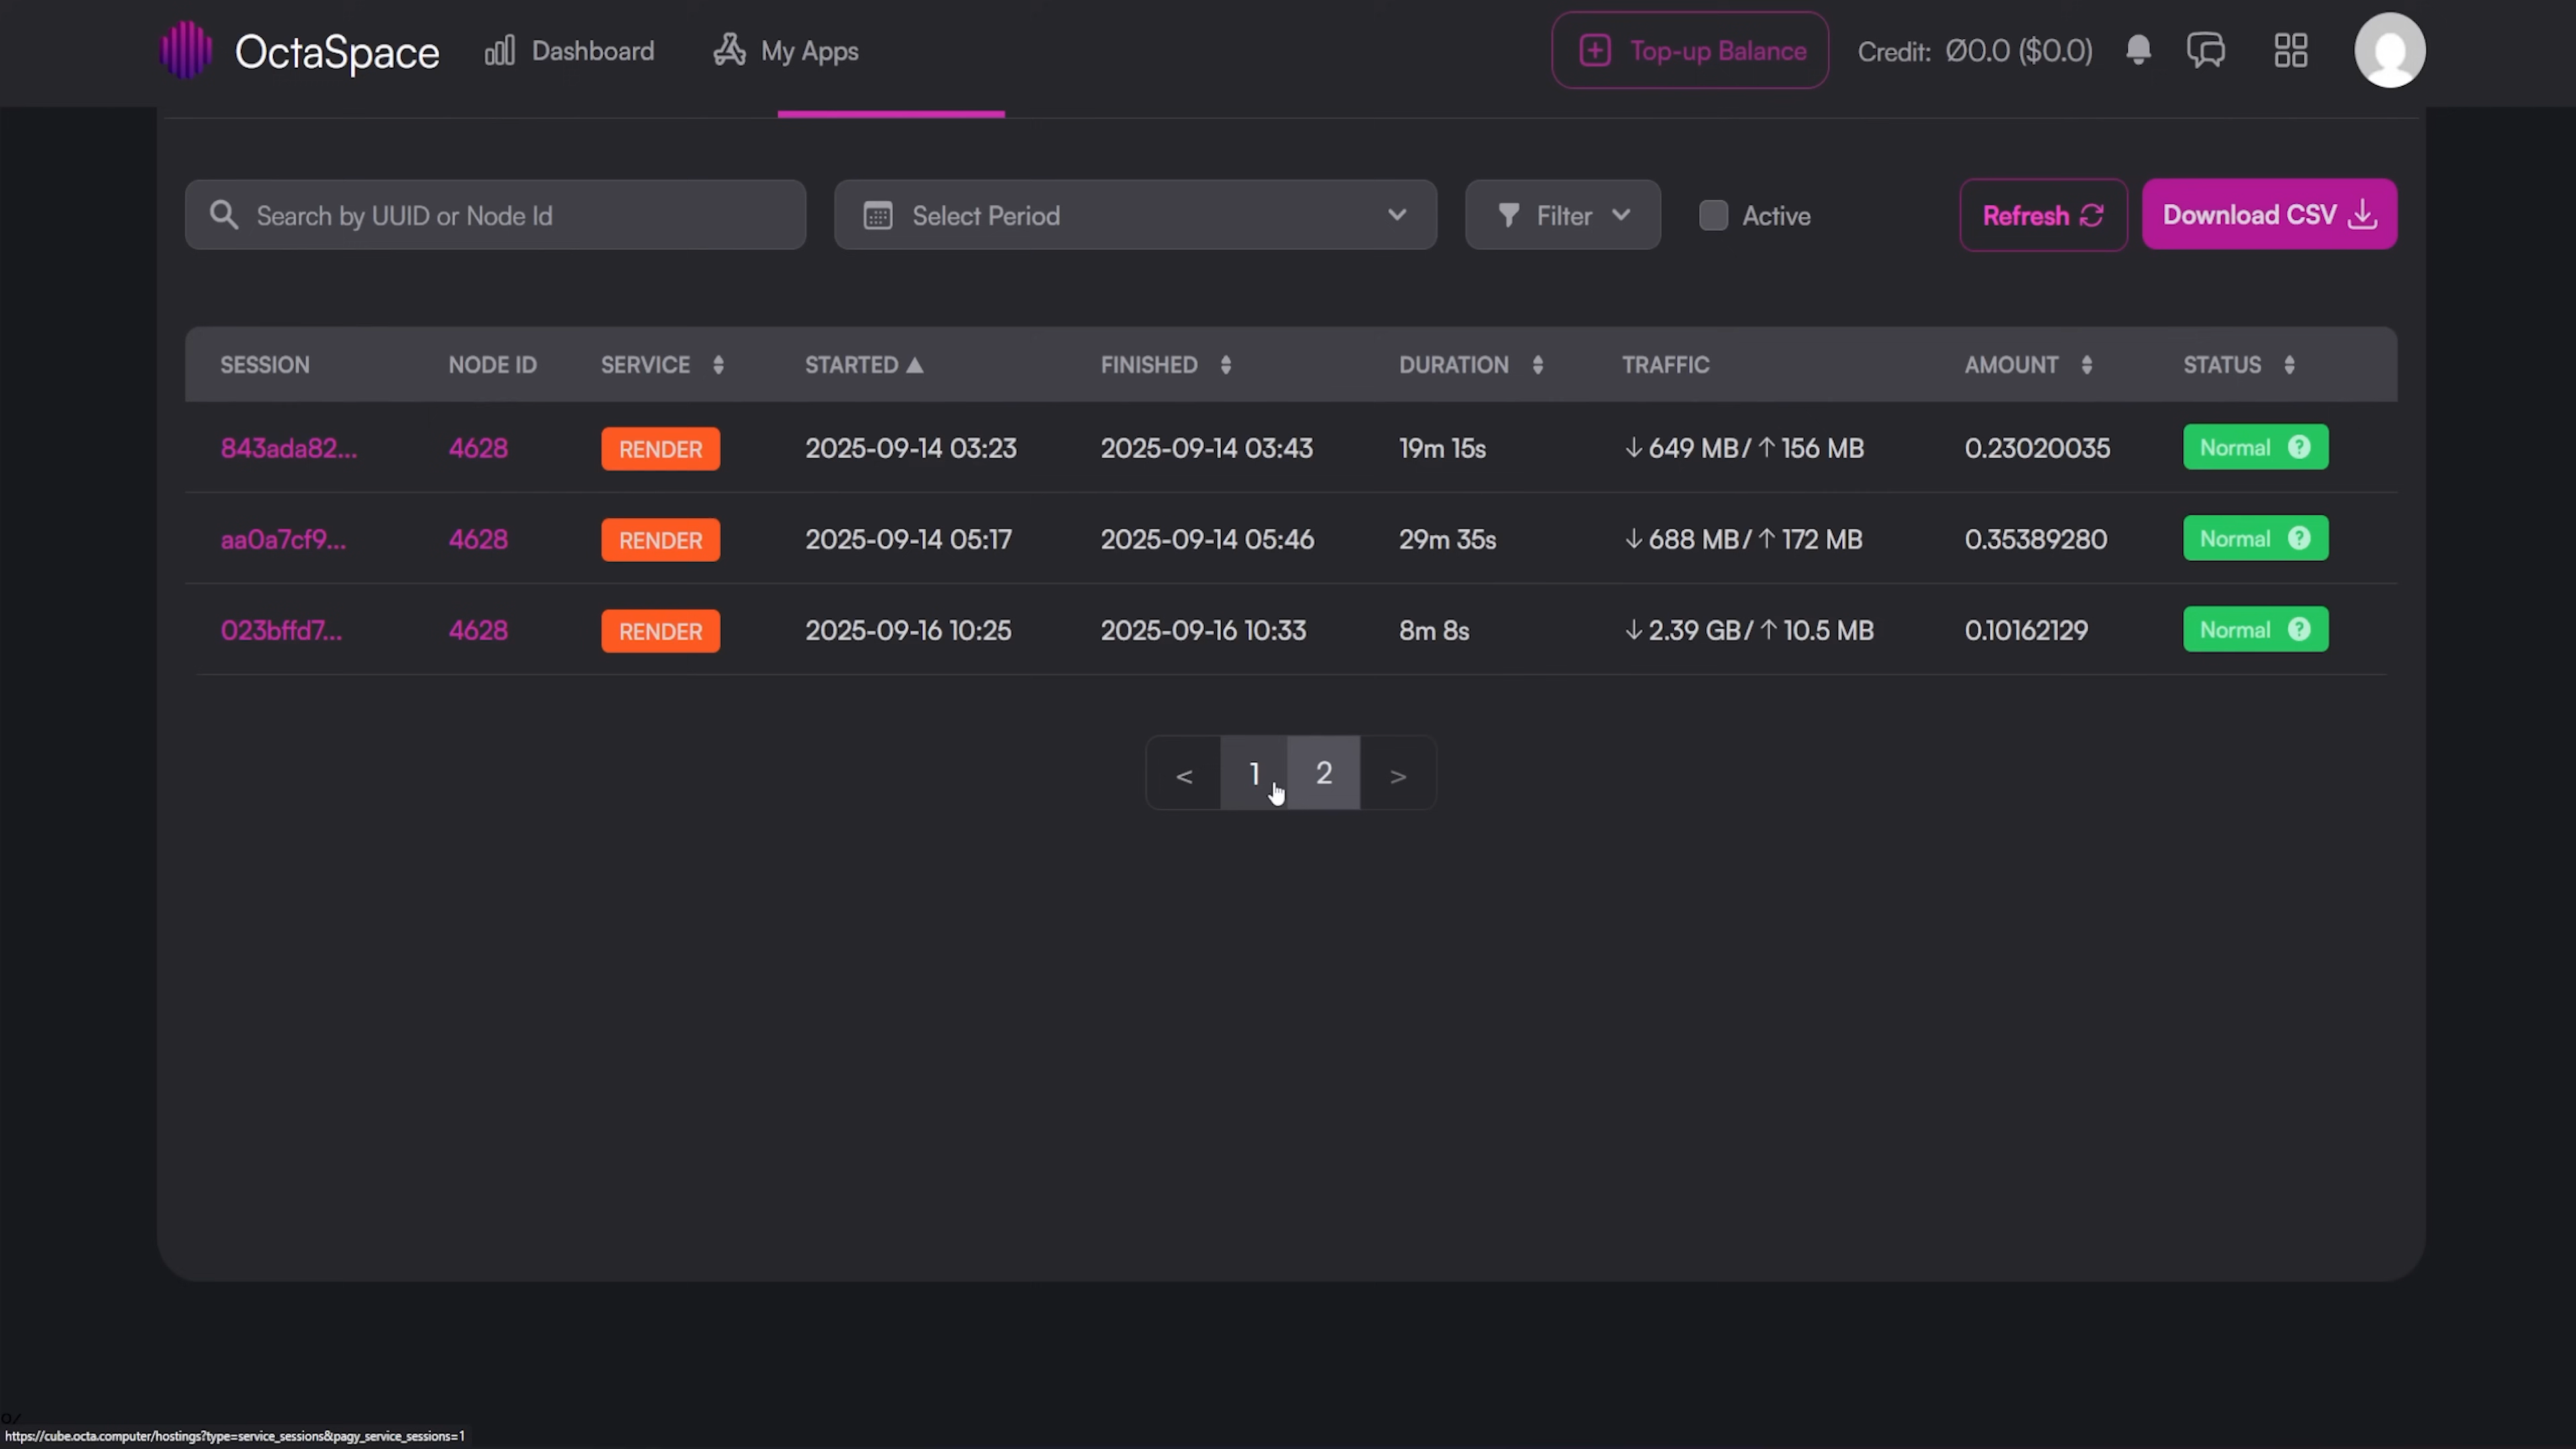 OctaSpace Dashboard My Apps Top-up Balance Credit: Ø0.0 ($0.0)
Search by UUID or Node Id Select Period Filter Active Refresh Download CSV
SESSION NODE ID SERVICE STARTED FINISHED DURATION TRAFFIC AMOUNT STATUS
843ada82... 4628 RENDER 2025-09-14 03:23 2025-09-14 03:43 19m 15s ↓ 649 MB/ ↑ 156 MB 0.23020035 Normal ?
aa0a7cf9... 4628 RENDER 2025-09-14 05:17 2025-09-14 05:46 29m 35s ↓ 688 MB/ ↑ 172 MB 0.35389280 Normal ?
023bffd7... 4628 RENDER 2025-09-16 10:25 2025-09-16 10:33 8m 8s ↓ 2.39 GB/ ↑ 10.5 MB 0.10162129 Normal ?
< 1 2 >
https://cube.octa.computer/hostings?type=service_sessions&pagy_service_sessions=1